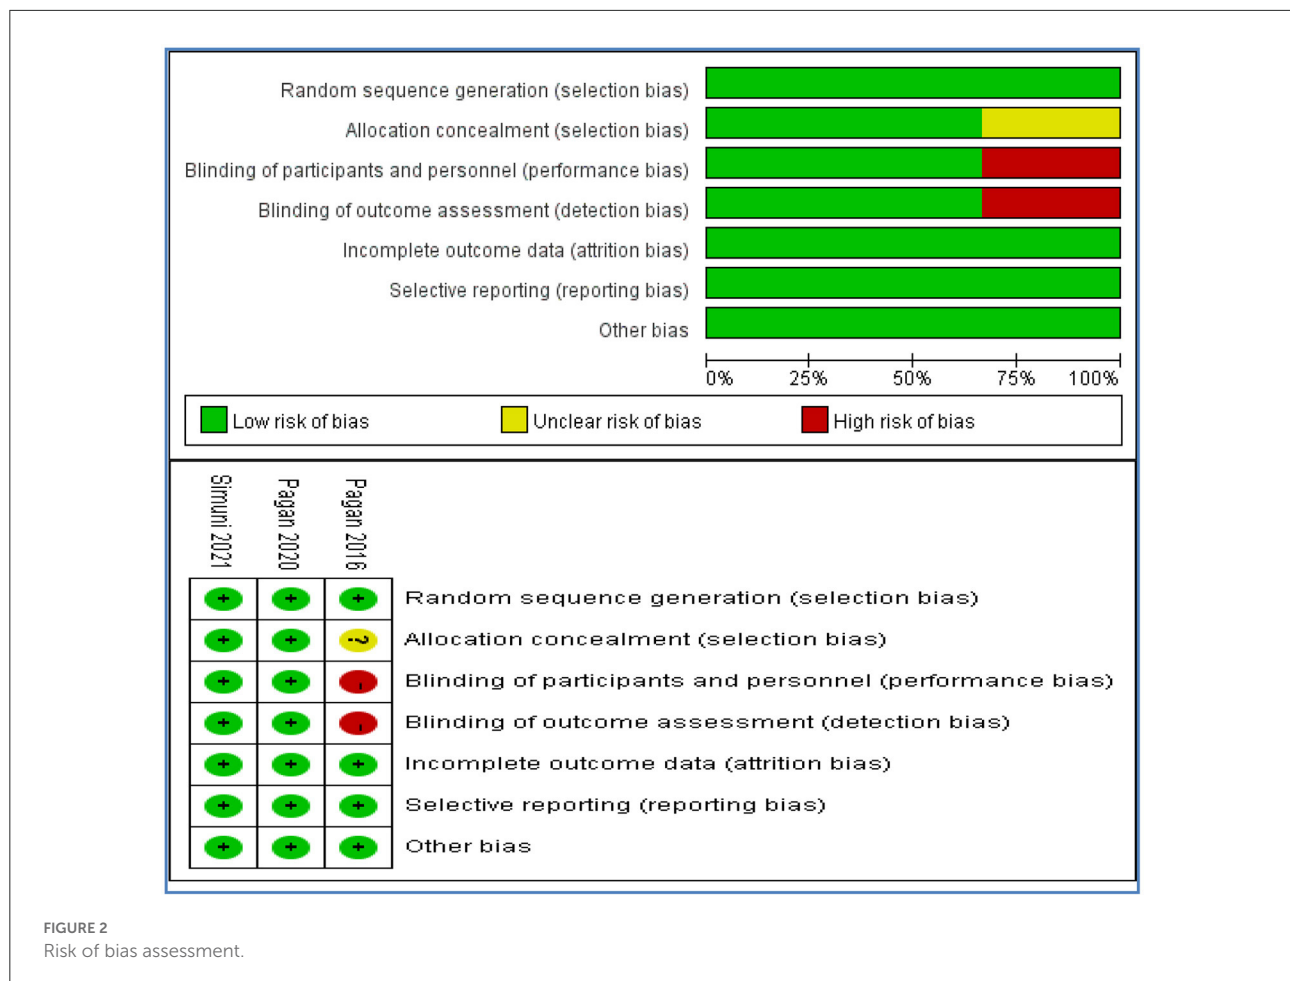 Random sequence generation (selection bias)
Allocation concealment (selection bias)
Blinding of participants and personnel (performance bias)
Blinding of outcome assessment (detection bias)
Incomplete outcome data (attrition bias)
Selective reporting (reporting bias)
Other bias
0% 25% 50% 75% 100%
Low risk of bias Unclear risk of bias High risk of bias
Simuni 2021
Pagan 2020
Pagan 2016
+ + + Random sequence generation (selection bias)
+ + ? Allocation concealment (selection bias)
+ + - Blinding of participants and personnel (performance bias)
+ + - Blinding of outcome assessment (detection bias)
+ + + Incomplete outcome data (attrition bias)
+ + + Selective reporting (reporting bias)
+ + + Other bias
FIGURE 2
Risk of bias assessment.